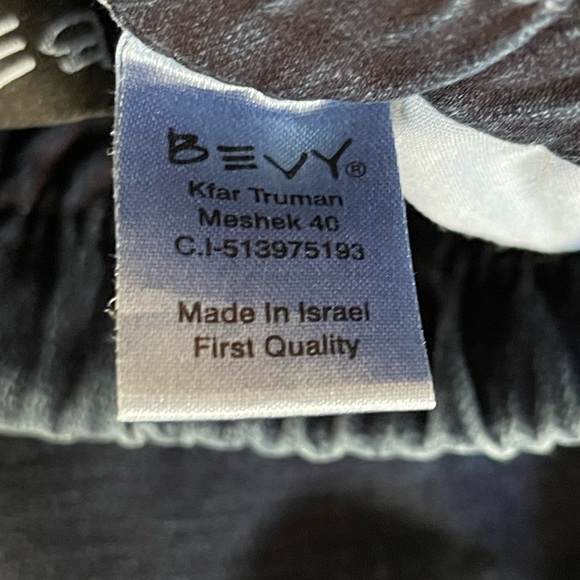 BEVY®
Kfar Truman
Meshek 40
C.I-513975193
Made In Israel
First Quality